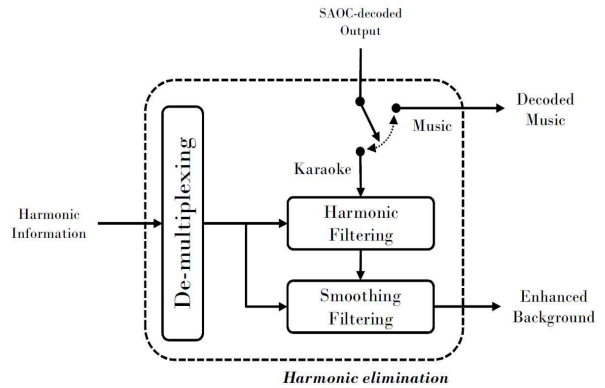 SAOC-decoded
Output
Decoded
Music
Music
Karaoke
De-multiplexing
Harmonic
Information
Harmonic
Filtering
Smoothing
Filtering
Enhanced
Background
Harmonic elimination